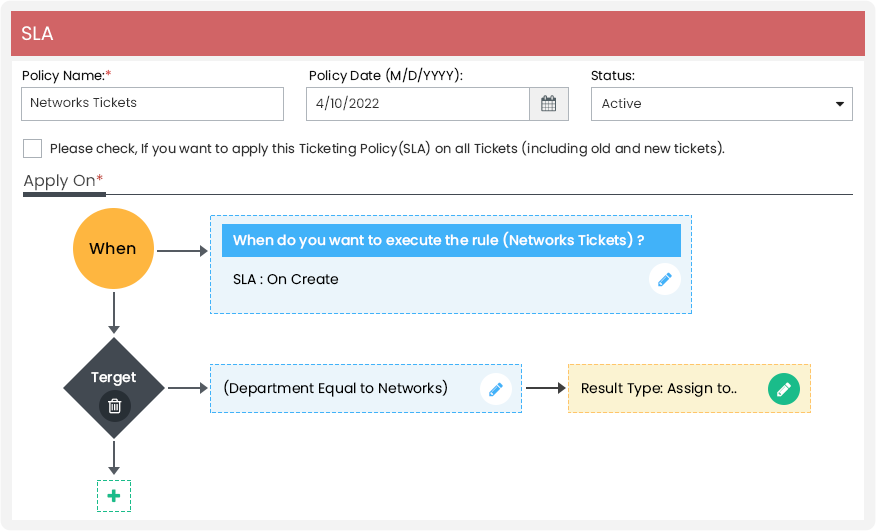 SLA
Policy Name:*
Policy Date (M/D/YYYY):
Status:
Networks Tickets
4/10/2022
Active
Please check, If you want to apply this Ticketing Policy(SLA) on all Tickets (including old and new tickets).
Apply On*
When
When do you want to execute the rule (Networks Tickets) ?
SLA : On Create
Terget
(Department Equal to Networks)
Result Type: Assign to..